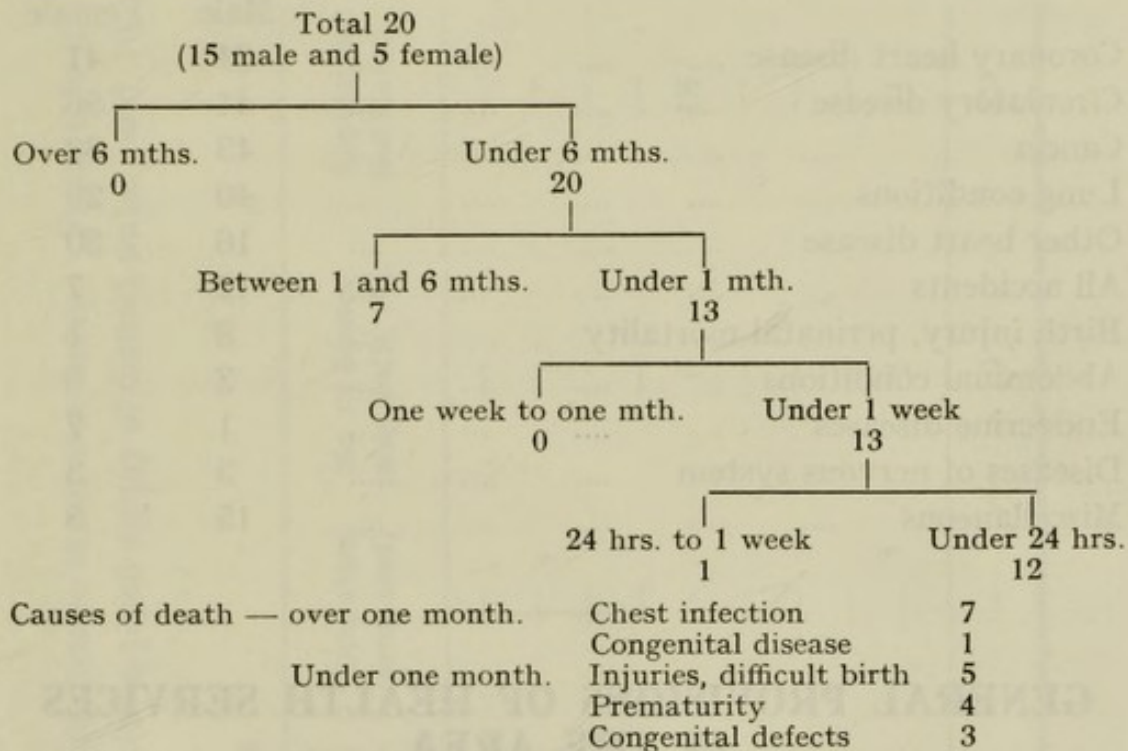 Total 20
(15 male and 5 female)
Over 6 mths. Under 6 mths.
0 20
Between 1 and 6 mths. Under 1 mth.
7 13
One week to one mth. Under 1 week
0 13
24 hrs. to 1 week Under 24 hrs.
1 12
Causes of death — over one month. Chest infection 7
Congenital disease 1
Under one month. Injuries, difficult birth 5
Prematurity 4
Congenital defects 3